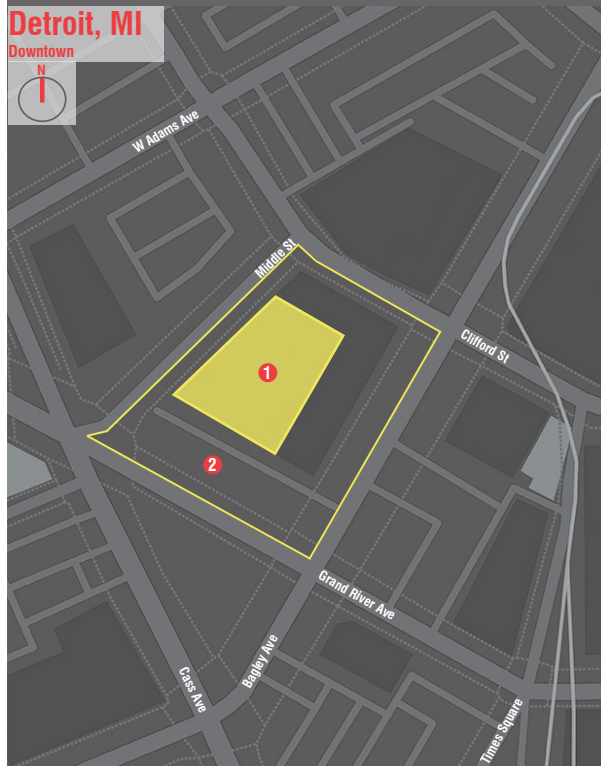 Detroit, MI
Downtown
N
W Adams Ave
Middle St
Clifford St
1
2
Grand River Ave
Bagley Ave
Cass Ave
Times Square